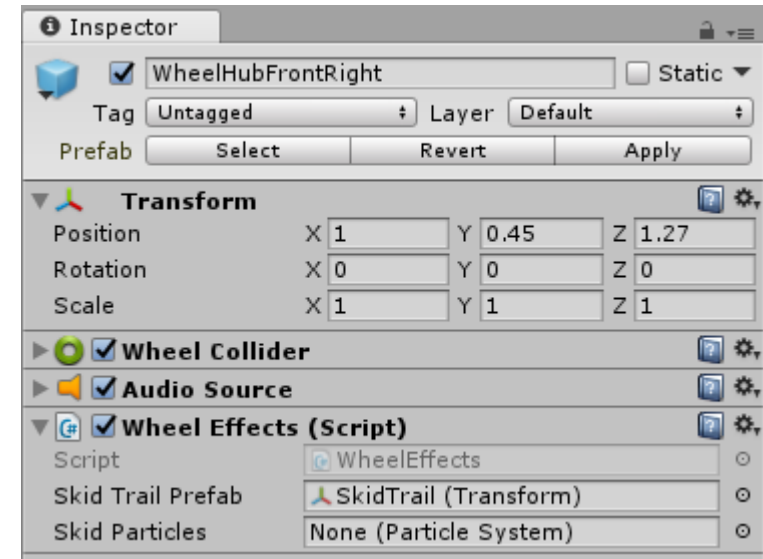 Inspector
WheelHubFrontRight Static
Tag Untagged Layer Default
Prefab Select Revert Apply
Transform
Position X 1 Y 0.45 Z 1.27
Rotation X 0 Y 0 Z 0
Scale X 1 Y 1 Z 1
Wheel Collider
Audio Source
Wheel Effects (Script)
Script WheelEffects
Skid Trail Prefab SkidTrail (Transform)
Skid Particles None (Particle System)